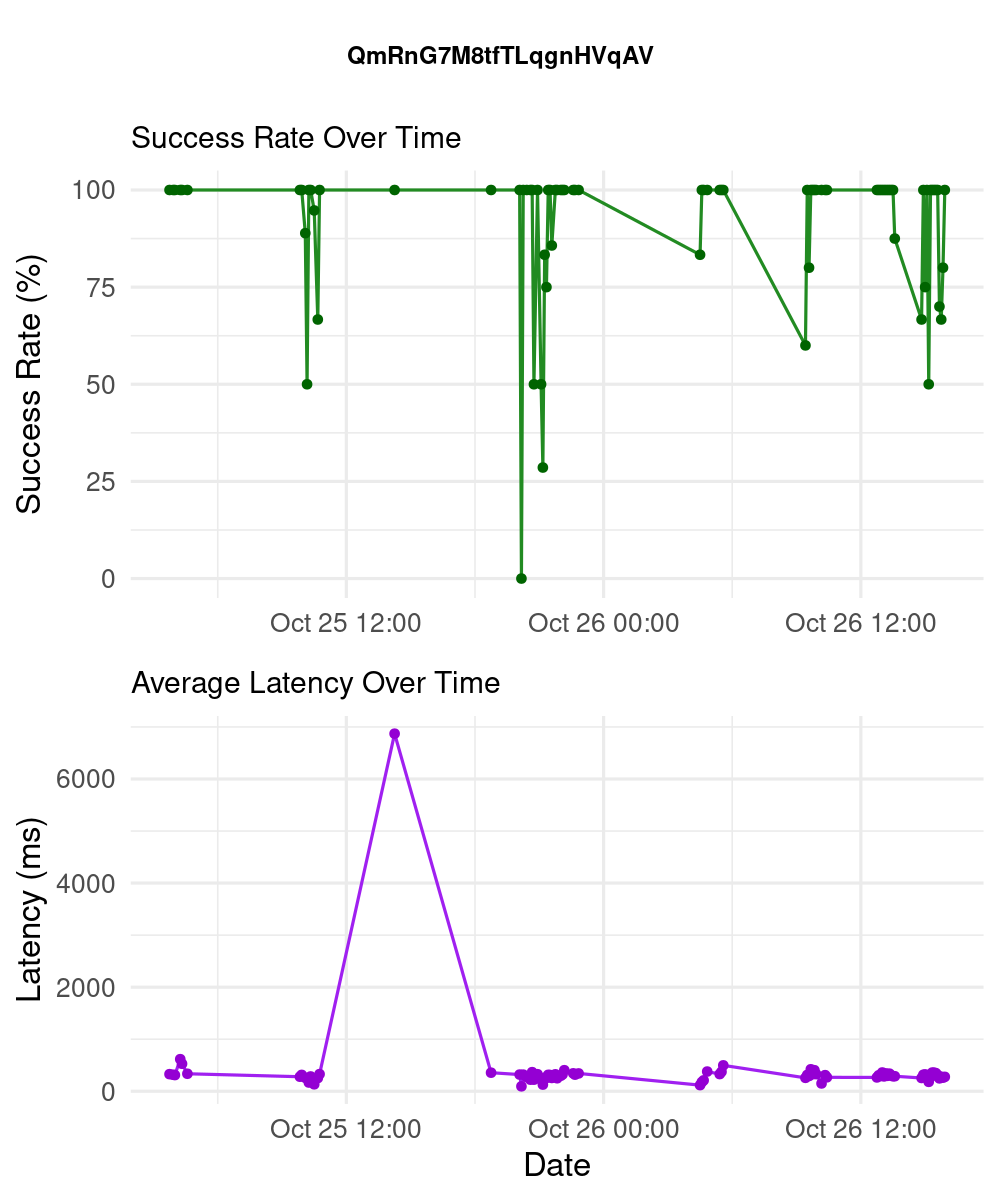 QmRnG7M8tfTLqgnHVqAV
Success Rate Over Time
100
75
50
25
0
Success Rate (%)
Oct 25 12:00 Oct 26 00:00 Oct 26 12:00
Average Latency Over Time
6000
4000
2000
0
Latency (ms)
Oct 25 12:00 Oct 26 00:00 Oct 26 12:00
Date